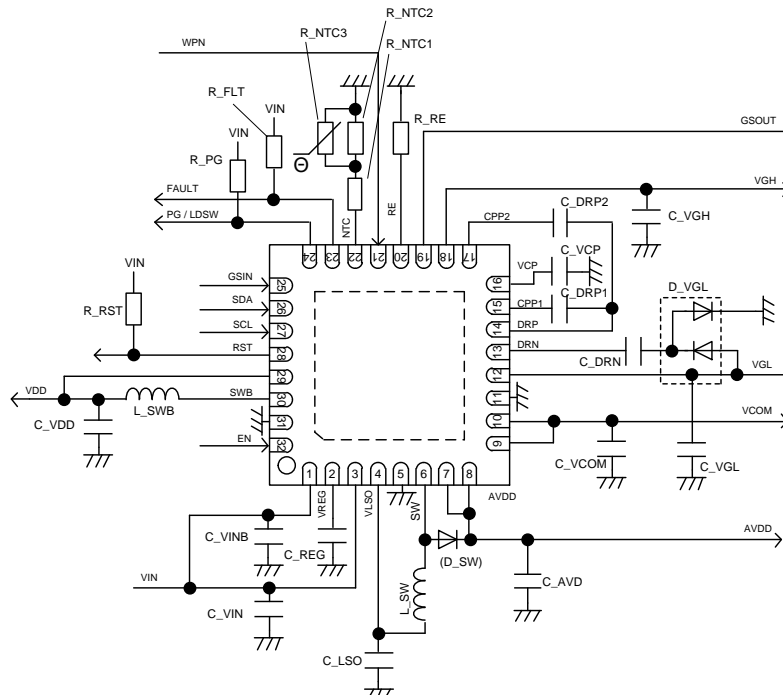 R_NTC2
R_NTC3
R_NTC1
WPN
R_FLT
VIN
VIN
R_PG
R_RE
GSOUT
FAULT
PG / LDSW
NTC
RE
VGH
C_DRP2
CPP2
C_VGH
24
23
22
21
20
19
18
17
VIN
GSIN
25
VCP
C_VCP
16
R_RST
SDA
26
CPP1
C_DRP1
15
D_VGL
SCL
27
DRP
14
RST
28
DRN
13
C_DRN
29
12
VGL
VDD
L_SWB
SWB
30
11
C_VDD
31
10
VCOM
EN
32
9
C_VCOM
C_VGL
1
2
3
4
5
6
7
8
VREG
VLSO
SW
AVDD
C_VINB
C_REG
AVDD
(D_SW)
VIN
C_VIN
L_SW
C_AVD
C_LSO